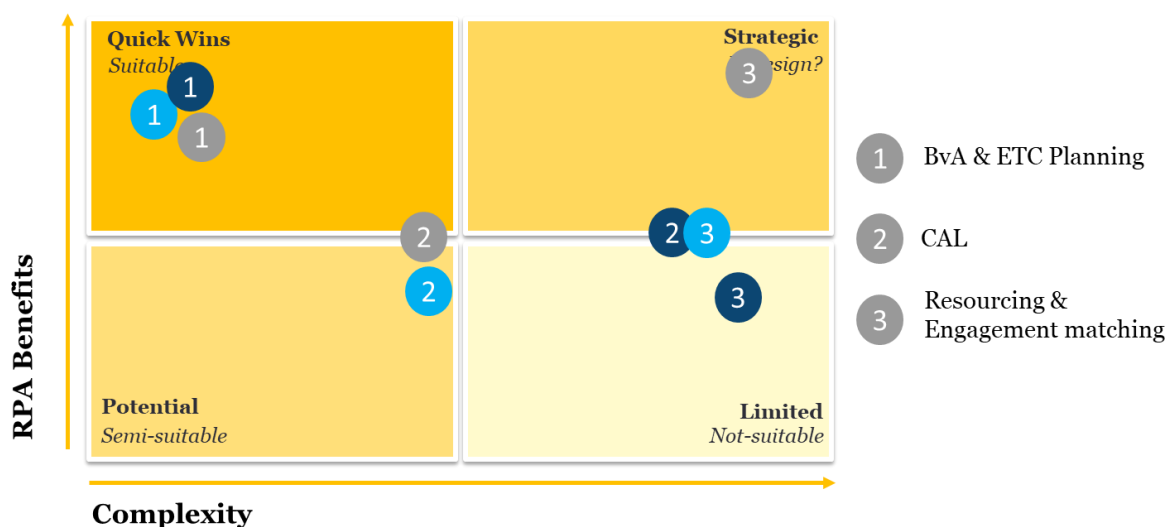 Quick Wins
Suitable
1
1
1
Strategic
sign?
3
2
2
2
3
3
Potential
Semi-suitable
Limited
Not-suitable
RPA Benefits
Complexity
1 BvA & ETC Planning
2 CAL
3 Resourcing &
Engagement matching